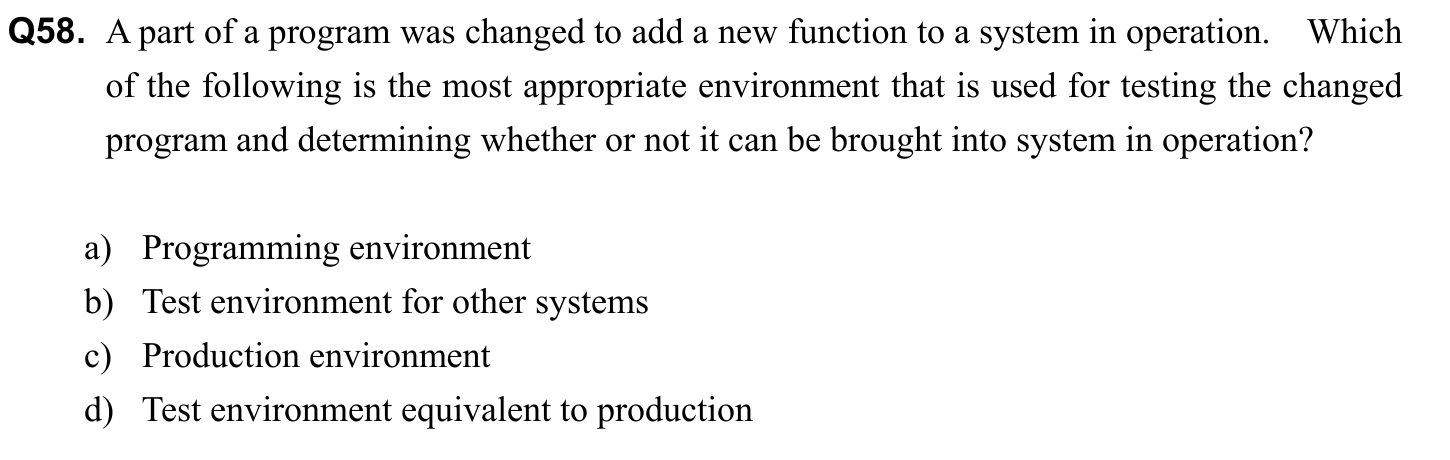 Q58. A part of a program was changed to add a new function to a system in operation. Which
of the following is the most appropriate environment that is used for testing the changed
program and determining whether or not it can be brought into system in operation?
a) Programming environment
b) Test environment for other systems
c) Production environment
d) Test environment equivalent to production